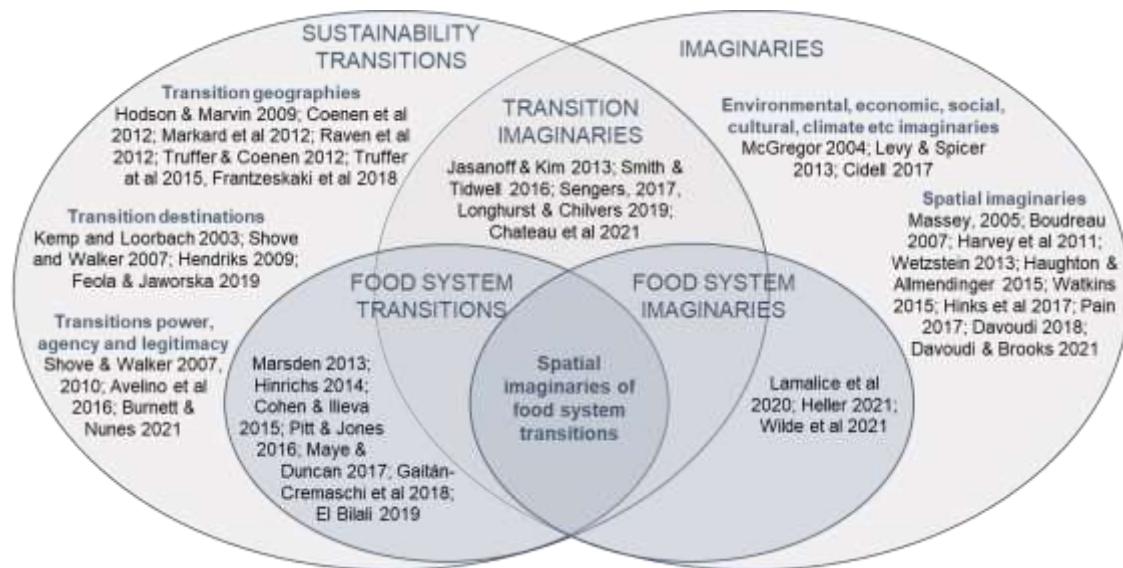 SUSTAINABILITY
TRANSITIONS
Transition geographies
Hodson & Marvin 2009; Coenen et al
2012; Markard et al 2012; Raven et al
2012; Truffer & Coenen 2012; Truffer
at al 2015, Frantzeskaki et al 2018
Transition destinations
Kemp and Loorbach 2003; Shove
and Walker 2007; Hendriks 2009;
Feola & Jaworska 2019
Transitions power,
agency and legitimacy
Shove & Walker 2007,
2010; Avelino et al
2016; Burnett &
Nunes 2021
TRANSITION
IMAGINARIES
Jasanoff & Kim 2013; Smith &
Tidwell 2016; Sengers, 2017,
Longhurst & Chilvers 2019;
Chateau et al 2021
IMAGINARIES
Environmental, economic, social,
cultural, climate etc imaginaries
McGregor 2004; Levy & Spicer
2013; Cidell 2017
Spatial imaginaries
Massey, 2005; Boudreau
2007; Harvey et al 2011;
Wetzstein 2013; Haughton &
Allmendinger 2015; Watkins
2015; Hinks et al 2017; Pain
2017; Davoudi 2018;
Davoudi & Brooks 2021
FOOD SYSTEM
TRANSITIONS
Marsden 2013;
Hinrichs 2014;
Cohen & Ilieva
2015; Pitt & Jones
2016; Maye &
Duncan 2017; Gaitán-
Cremaschi et al 2018;
El Bilali 2019
Spatial
imaginaries of
food system
transitions
FOOD SYSTEM
IMAGINARIES
Lamalice et al
2020; Heller 2021;
Wilde et al 2021